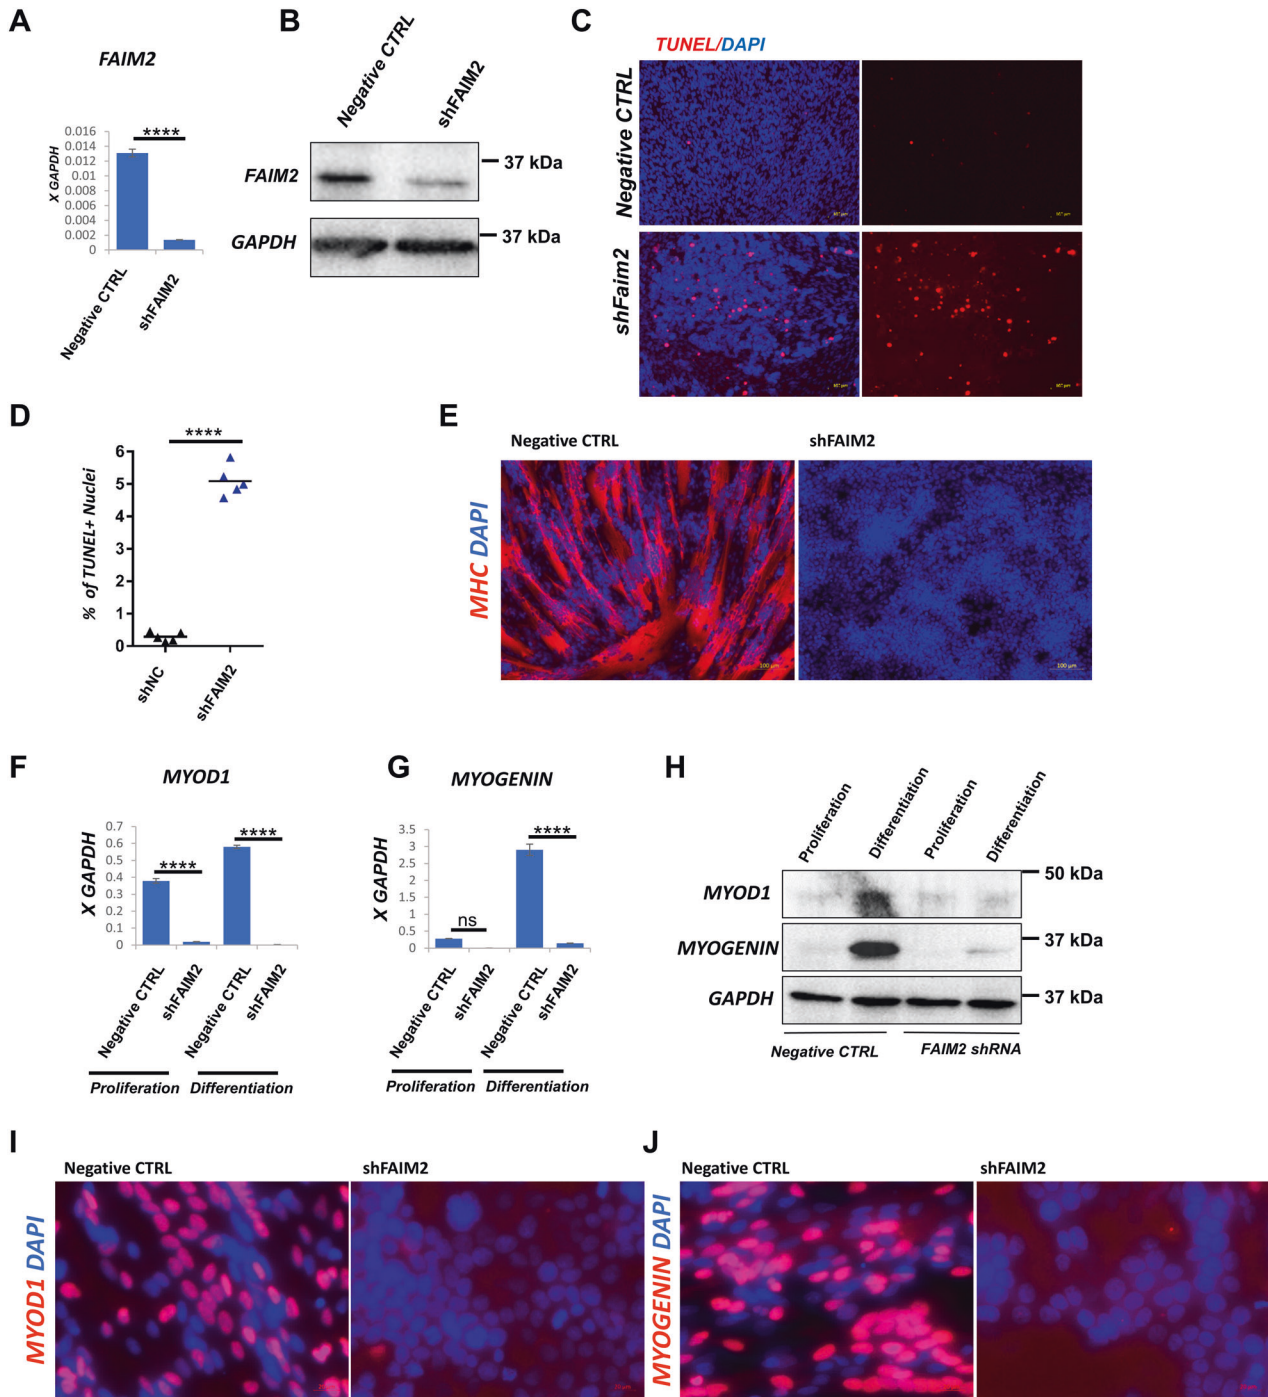 A
FAIM2
X GAPDH
0.016
0.014
0.012
0.01
0.008
0.006
0.004
0.002
0
****
Negative CTRL
shFAIM2
B
Negative CTRL
shFAIM2
FAIM2
37 kDa
GAPDH
37 kDa
C
TUNEL/DAPI
Negative CTRL
shFaim2
D
% of TUNEL+ Nuclei
6
5
4
3
2
1
0
****
shNC
shFAIM2
E
Negative CTRL
shFAIM2
MHC DAPI
100 µm
100 µm
F
MYOD1
X GAPDH
0.7
0.6
0.5
0.4
0.3
0.2
0.1
0
****
****
Negative CTRL
shFAIM2
Negative CTRL
shFAIM2
Proliferation
Differentiation
G
MYOGENIN
X GAPDH
3.5
3
2.5
2
1.5
1
0.5
0
ns
****
Negative CTRL
shFAIM2
Negative CTRL
shFAIM2
Proliferation
Differentiation
H
Proliferation
Differentiation
Proliferation
Differentiation
MYOD1
50 kDa
MYOGENIN
37 kDa
GAPDH
37 kDa
Negative CTRL
FAIM2 shRNA
I
Negative CTRL
shFAIM2
MYOD1 DAPI
J
Negative CTRL
shFAIM2
MYOGENIN DAPI